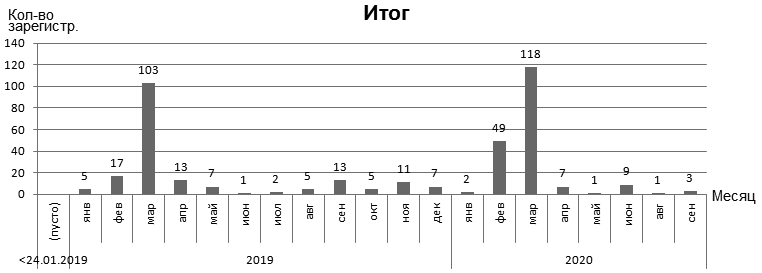 Итог
Кол-во
зарегистр.
140
120
100
80
60
40
20
0
5 17 103 13 7 1 2 5 13 5 11 7 2 49 118 7 1 9 1 3
Месяц
(пусто) янв фев мар апр май июн июл авг сен окт ноя дек янв фев мар апр май июн авг сен
<24.01.2019 2019 2020